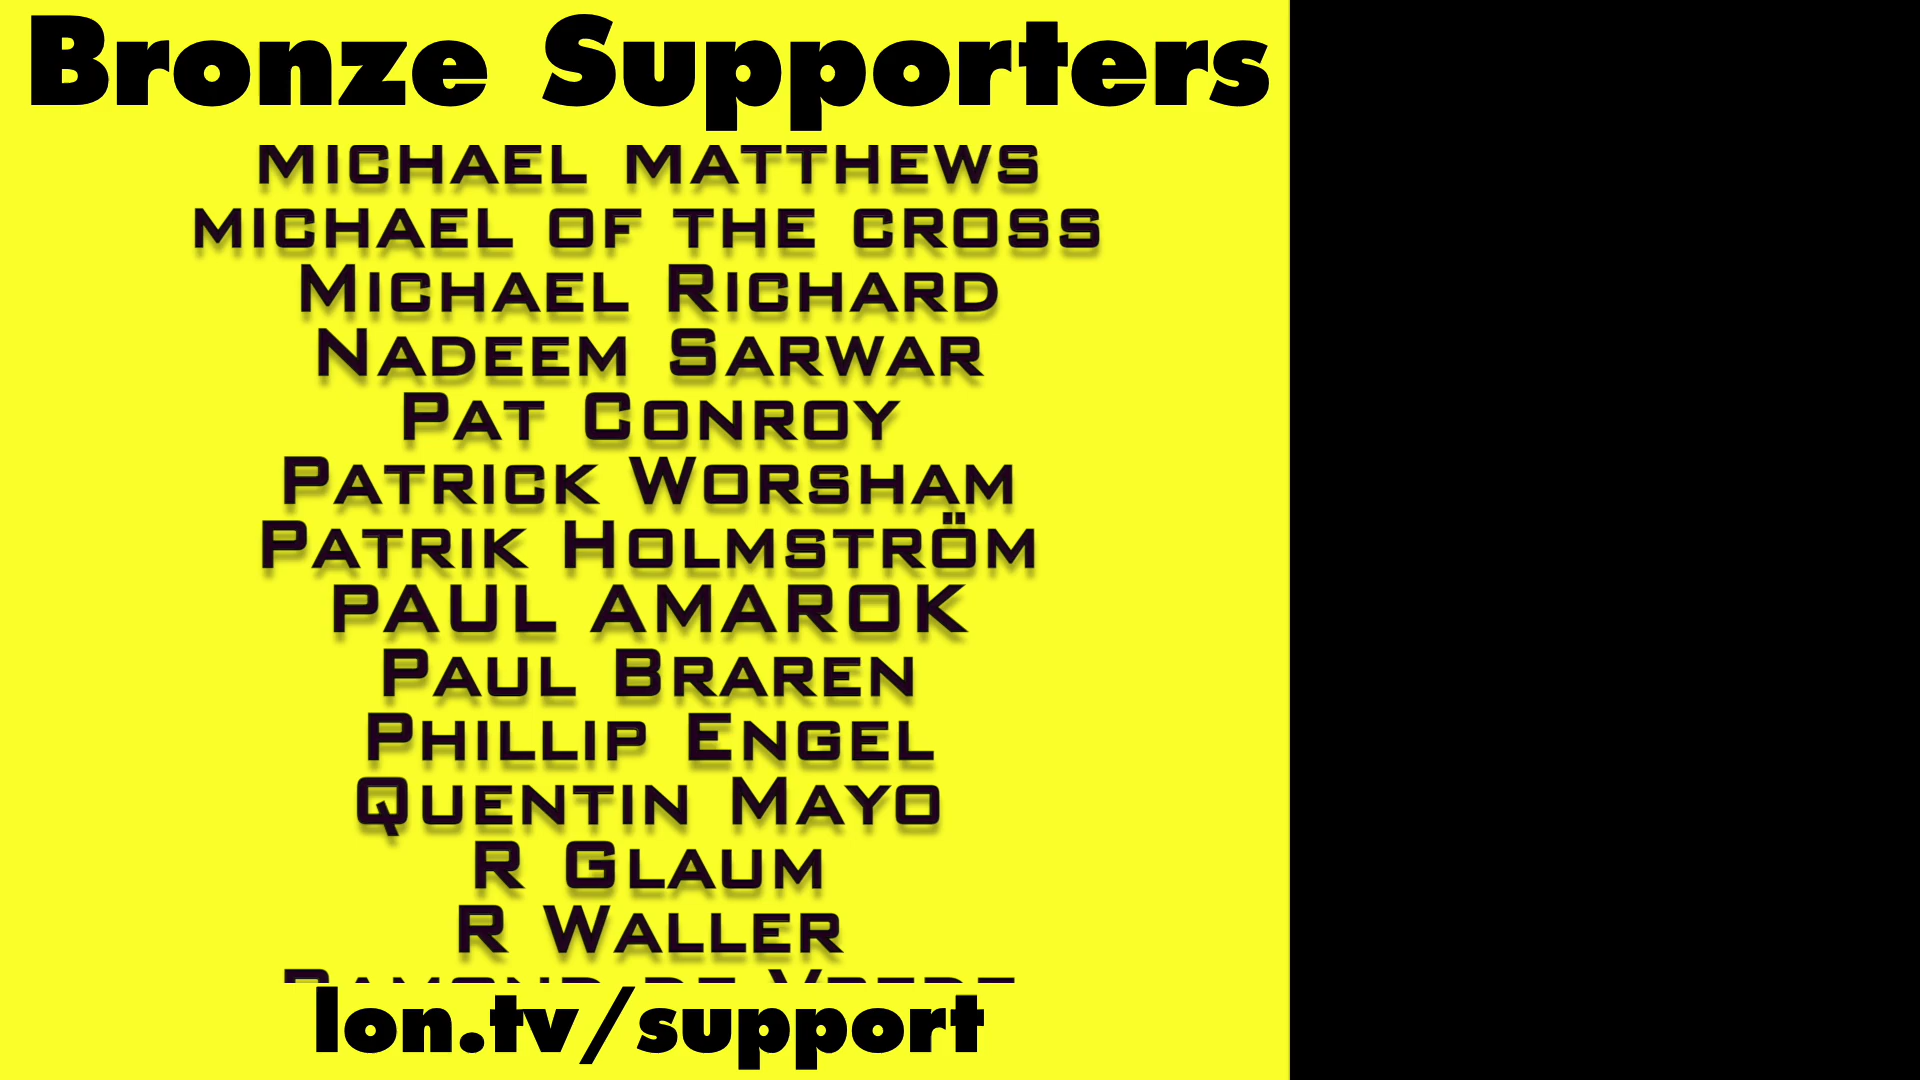 Bronze Supporters
MICHAEL MATTHEWS
MICHAEL OF THE CROSS
MICHAEL RICHARD
NADEEM SARWAR
PAT CONROY
PATRICK WORSHAM
PATRIK HOLMSTRÖM
PAUL AMAROK
PAUL BRAREN
PHILLIP ENGEL
QUENTIN MAYO
R GLAUM
R WALLER
lon.tv/support